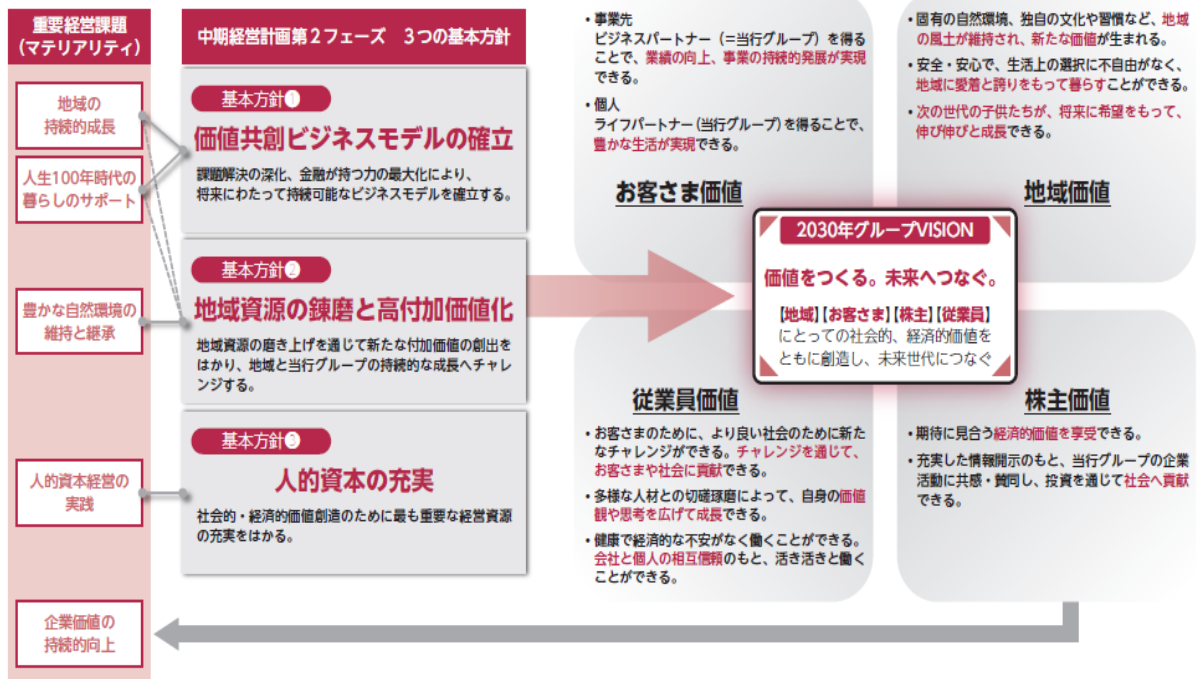 重要経営課題
（マテリアリティ）
地域の
持続的成長
人生100年時代の
暮らしのサポート
豊かな自然環境の
維持と継承
人的資本経営の
実践
企業価値の
持続的向上
中期経営計画第2フェーズ　3つの基本方針
基本方針❶
価値共創ビジネスモデルの確立
課題解決の深化、金融が持つ力の最大化により、
将来にわたって持続可能なビジネスモデルを確立する。
基本方針❷
地域資源の錬磨と高付加価値化
地域資源の磨き上げを通じて新たな付加価値の創出を
はかり、地域と当行グループの持続的な成長へチャレ
ンジする。
基本方針❸
人的資本の充実
社会的・経済的価値創造のために最も重要な経営資源
の充実をはかる。
・事業先
ビジネスパートナー（＝当行グループ）を得る
ことで、業績の向上、事業の持続的発展が実現
できる。
・個人
ライフパートナー（当行グループ）を得ることで、
豊かな生活が実現できる。
お客さま価値
・固有の自然環境、独自の文化や習慣など、地域
の風土が維持され、新たな価値が生まれる。
・安全・安心で、生活上の選択に不自由がなく、
地域に愛着と誇りをもって暮らすことができる。
・次の世代の子供たちが、将来に希望をもって、
伸び伸びと成長できる。
地域価値
2030年グループVISION
価値をつくる。未来へつなぐ。
【地域】【お客さま】【株主】【従業員】
にとっての社会的、経済的価値を
ともに創造し、未来世代につなぐ
従業員価値
・お客さまのために、より良い社会のために新た
なチャレンジができる。チャレンジを通じて、
お客さまや社会に貢献できる。
・多様な人材との切磋琢磨によって、自身の価値
観や思考を広げて成長できる。
・健康で経済的な不安がなく働くことができる。
会社と個人の相互信頼のもと、活き活きと働く
ことができる。
株主価値
・期待に見合う経済的価値を享受できる。
・充実した情報開示のもと、当行グループの企業
活動に共感・賛同し、投資を通じて社会へ貢献
できる。